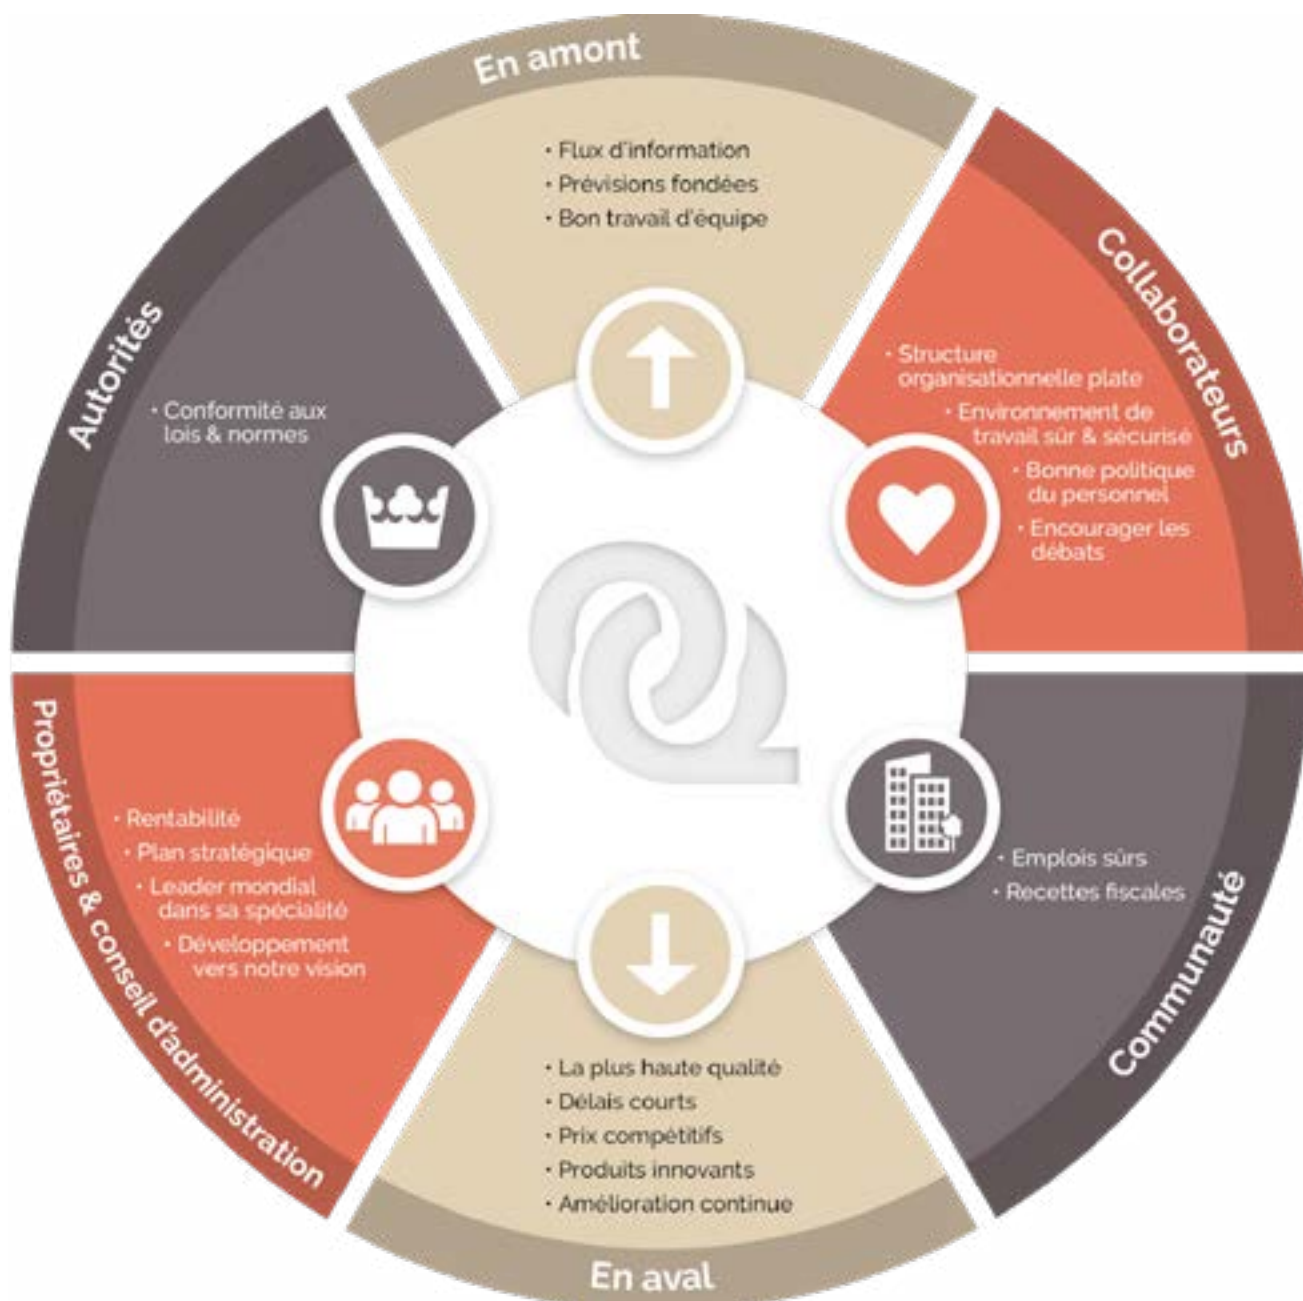 En amont
• Flux d'information
• Prévisions fondées
• Bon travail d'équipe
Collaborateurs
• Structure
organisationnelle plate
• Environnement de
travail sûr & sécurisé
• Bonne politique
du personnel
• Encourager les
débats
Communauté
• Emplois sûrs
• Recettes fiscales
En aval
• La plus haute qualité
• Délais courts
• Prix compétitifs
• Produits innovants
• Amélioration continue
Propriétaires & conseil d'administration
• Rentabilité
• Plan stratégique
• Leader mondial
dans sa spécialité
• Développement
vers notre vision
Autorités
• Conformité aux
lois & normes